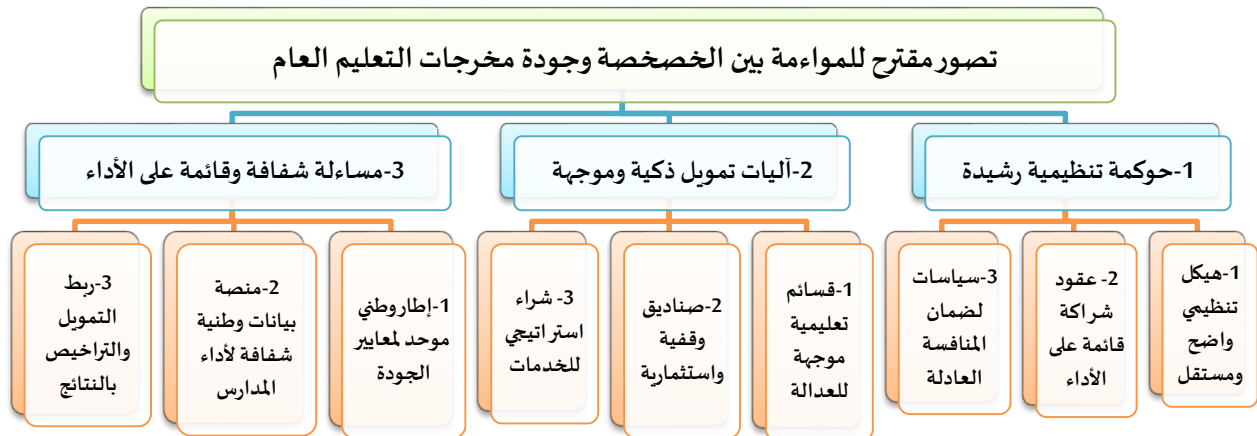 تصور مقترح للمواءمة بين الخصخصة وجودة مخرجات التعليم العام
1-حوكمة تنظيمية رشيدة
2-آليات تمويل ذكية وموجهة
3-مساءلة شفافة وقائمة على الأداء
1-هيكل
تنظيمي
واضح
ومستقل
2- عقود
شراكة
قائمة على
الأداء
3-سياسات
لضمان
المنافسة
العادلة
1-قسائم
تعليمية
موجهة
للعدالة
2-صناديق
وقفية
واستثمارية
3- شراء
استراتيجي
للخدمات
1-إطار وطني
موحد لمعايير
الجودة
2-منصة
بيانات وطنية
شفافة لأداء
المدارس
3-ربط
التمويل
والتراخيص
بالنتائج